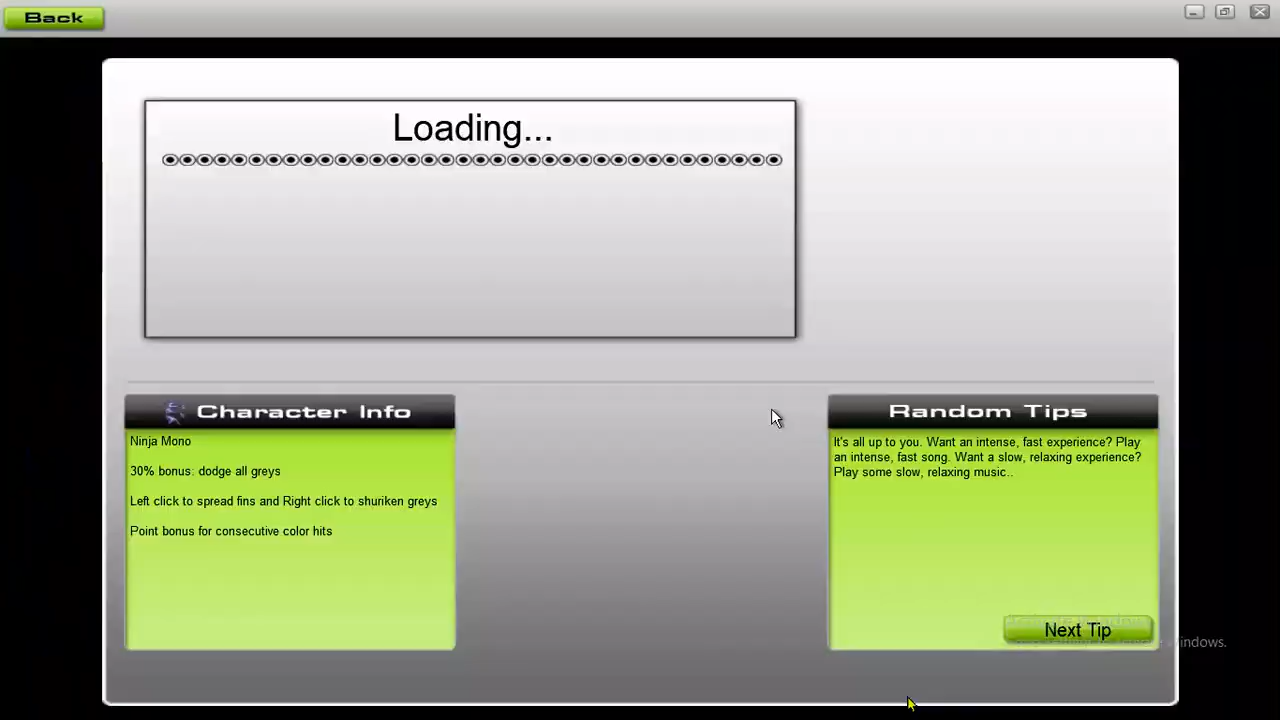 Back
Loading...
Character Info
Ninja Mono
30% bonus: dodge all greys
Left click to spread fins and Right click to shuriken greys
Point bonus for consecutive color hits
Random Tips
It's all up to you. Want an intense, fast experience? Play
an intense, fast song. Want a slow, relaxing experience?
Play some slow, relaxing music..
Next Tip